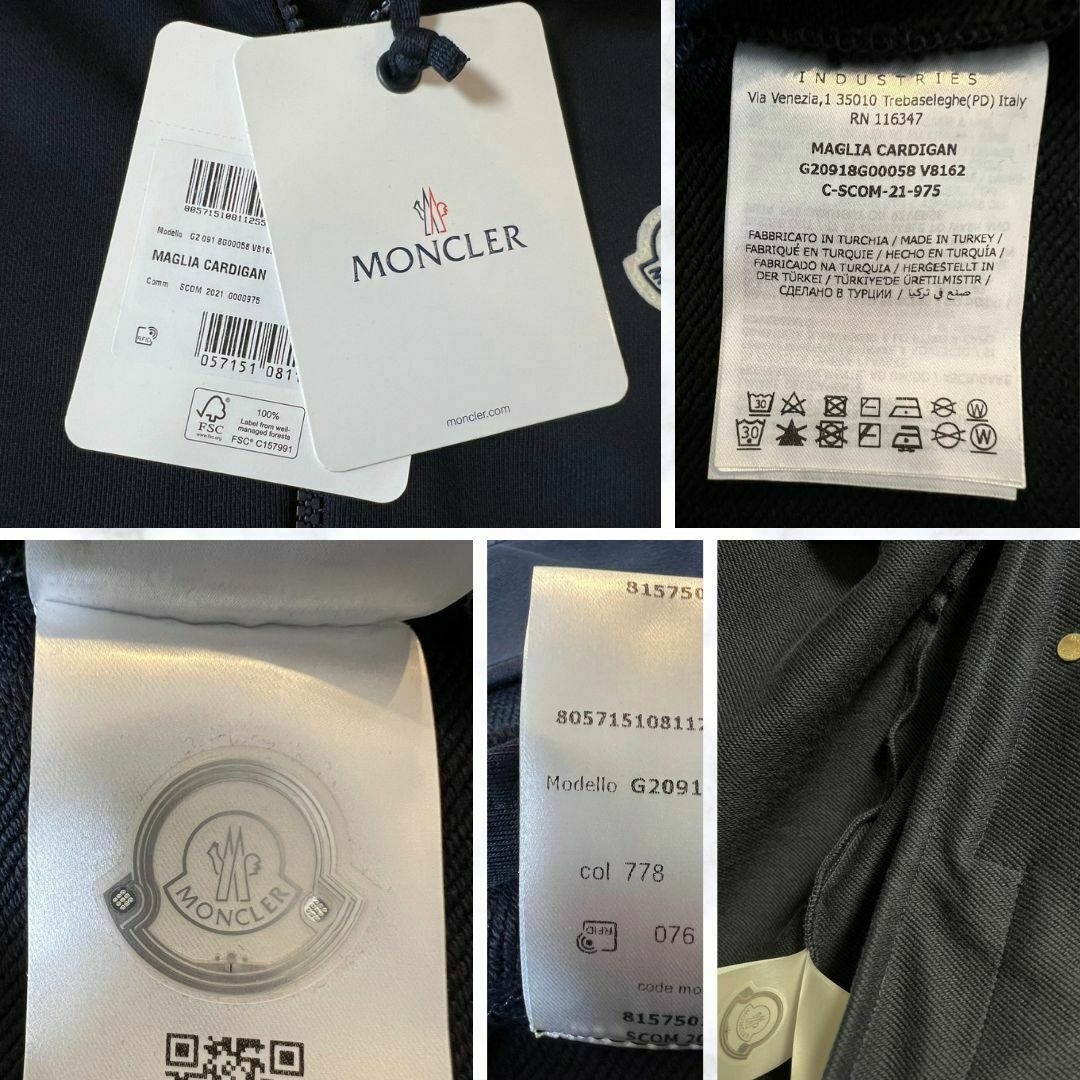 8057151081125
Modello G2 091 8G00058 V816
MAGLIA CARDIGAN
Comm SCOM 2021 0000975
RFID
057151 081
FSC
www.fsc.org
100%
Label from well-
managed forests
FSC® C157991
MONCLER
moncler.com
INDUSTRIES
Via Venezia,1 35010 Trebaseleghe(PD) Italy
RN 116347
MAGLIA CARDIGAN
G20918G00058 V8162
C-SCOM-21-975
FABBRICATO IN TURCHIA / MADE IN TURKEY /
FABRIQUÉ EN TURQUIE / HECHO EN TURQUÍA /
FABRICADO NA TURQUIA / HERGESTELLT IN
DER TÜRKEI / TÜRKİYE'DE ÜRETILMISTIR /
СДЕЛАНО В ТУРЦИИ / صنع في تركيا
30 W
30 W
MONCLER
815750
805715108112
Modello G2091
col 778
RFID 076
code mo
815750
SCOM 20